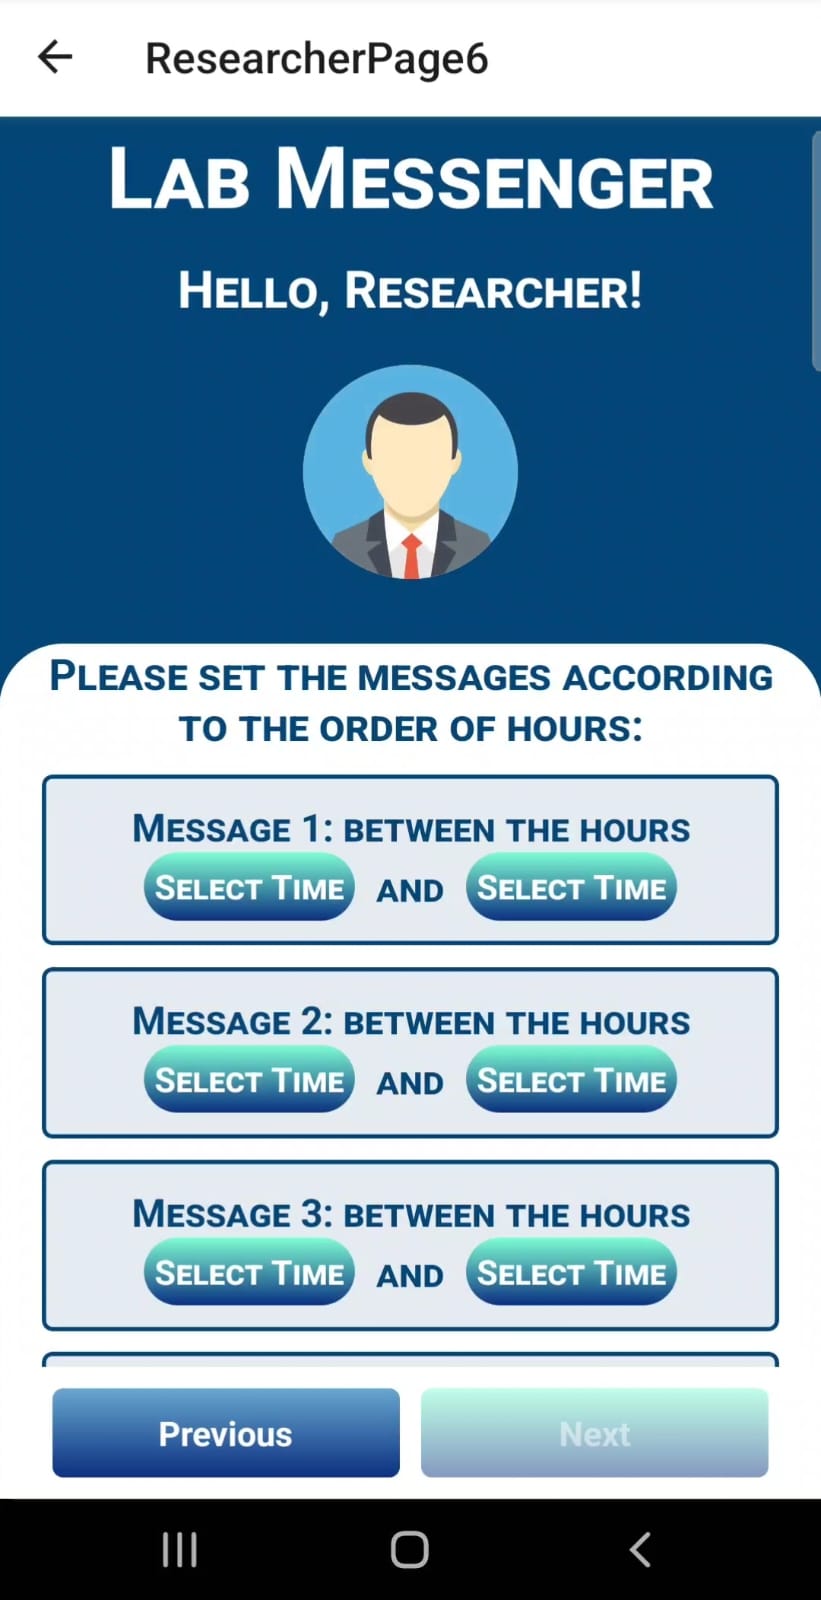 ResearcherPage6
Lab Messenger
Hello, Researcher!
Please set the messages according
to the order of hours:
Message 1: between the hours
Select Time and Select Time
Message 2: between the hours
Select Time and Select Time
Message 3: between the hours
Select Time and Select Time
Previous Next